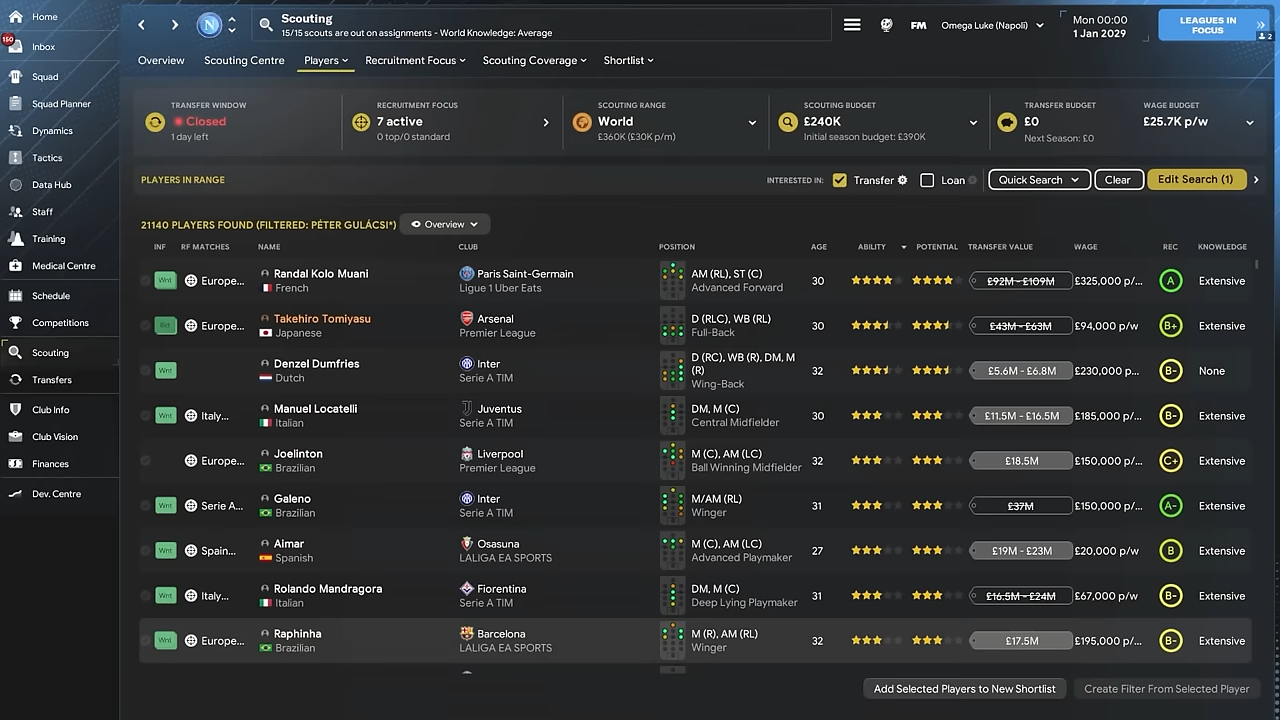 Home
150
Inbox
Squad
Squad Planner
Dynamics
Tactics
Data Hub
Staff
Training
Medical Centre
Schedule
Competitions
Scouting
Transfers
Club Info
Club Vision
Finances
Dev. Centre
N
Scouting
15/15 scouts are out on assignments - World Knowledge: Average
FM
Omega Luke (Napoli)
Mon 00:00
1 Jan 2029
LEAGUES IN
FOCUS
2
Overview Scouting Centre Players Recruitment Focus Scouting Coverage Shortlist
TRANSFER WINDOW
Closed
1 day left
RECRUITMENT FOCUS
7 active
0 top/0 standard
SCOUTING RANGE
World
£360K (£30K p/m)
SCOUTING BUDGET
£240K
Initial season budget: £390K
TRANSFER BUDGET
£0
Next Season: £0
WAGE BUDGET
£25.7K p/w
PLAYERS IN RANGE
INTERESTED IN: Transfer Loan Quick Search Clear Edit Search (1)
21140 PLAYERS FOUND (FILTERED: PÉTER GULÁCSI*) Overview
INF RF MATCHES NAME CLUB POSITION AGE ABILITY POTENTIAL TRANSFER VALUE WAGE REC KNOWLEDGE
Wnt Europe... Randal Kolo Muani Paris Saint-Germain AM (RL), ST (C) 30 £92M - £109M £325,000 p/... A Extensive
French Ligue 1 Uber Eats Advanced Forward
Bid Europe... Takehiro Tomiyasu Arsenal D (RLC), WB (RL) 30 £43M - £63M £94,000 p/w B+ Extensive
Japanese Premier League Full-Back
Wnt Denzel Dumfries Inter D (RC), WB (R), DM, M 32 £5.6M - £6.8M £230,000 p... B- None
(R)
Dutch Serie A TIM Wing-Back
Wnt Italy... Manuel Locatelli Juventus DM, M (C) 30 £11.5M - £16.5M £185,000 p/... B- Extensive
Italian Serie A TIM Central Midfielder
Europe... Joelinton Liverpool M (C), AM (LC) 32 £18.5M £150,000 p/... C+ Extensive
Brazilian Premier League Ball Winning Midfielder
Wnt Serie A... Galeno Inter M/AM (RL) 31 £37M £150,000 p/... A- Extensive
Brazilian Serie A TIM Winger
Wnt Spain... Aimar Osasuna M (C), AM (LC) 27 £19M - £23M £20,000 p/w B Extensive
Spanish LALIGA EA SPORTS Advanced Playmaker
Wnt Italy... Rolando Mandragora Fiorentina DM, M (C) 31 £16.5M - £24M £67,000 p/w B- Extensive
Italian Serie A TIM Deep Lying Playmaker
Wnt Europe... Raphinha Barcelona M (R), AM (RL) 32 £17.5M £195,000 p/... B- Extensive
Brazilian LALIGA EA SPORTS Winger
Add Selected Players to New Shortlist Create Filter From Selected Player